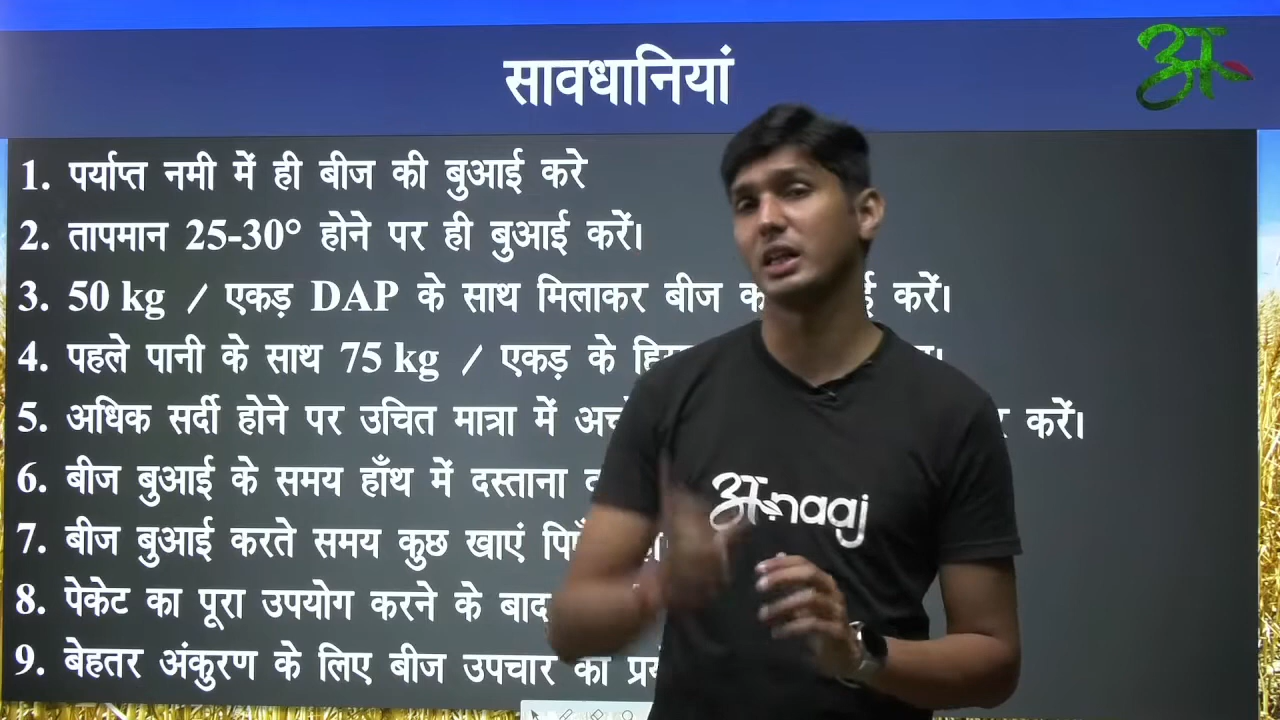 सावधानियां
अ
1. पर्याप्त नमी में ही बीज की बुआई करे
2. तापमान 25-30° होने पर ही बुआई करें।
3. 50 kg / एकड़ DAP के साथ मिलाकर बीज करें।
4. पहले पानी के साथ 75 kg / एकड़ के
5. अधिक सर्दी होने पर उचित मात्रा में करें।
6. बीज बुआई के समय हाँथ में दस्ताना
7. बीज बुआई करते समय कुछ खाएं
8. पेकेट का पूरा उपयोग करने के बाद
9. बेहतर अंकुरण के लिए बीज उपचार का
अnaaj